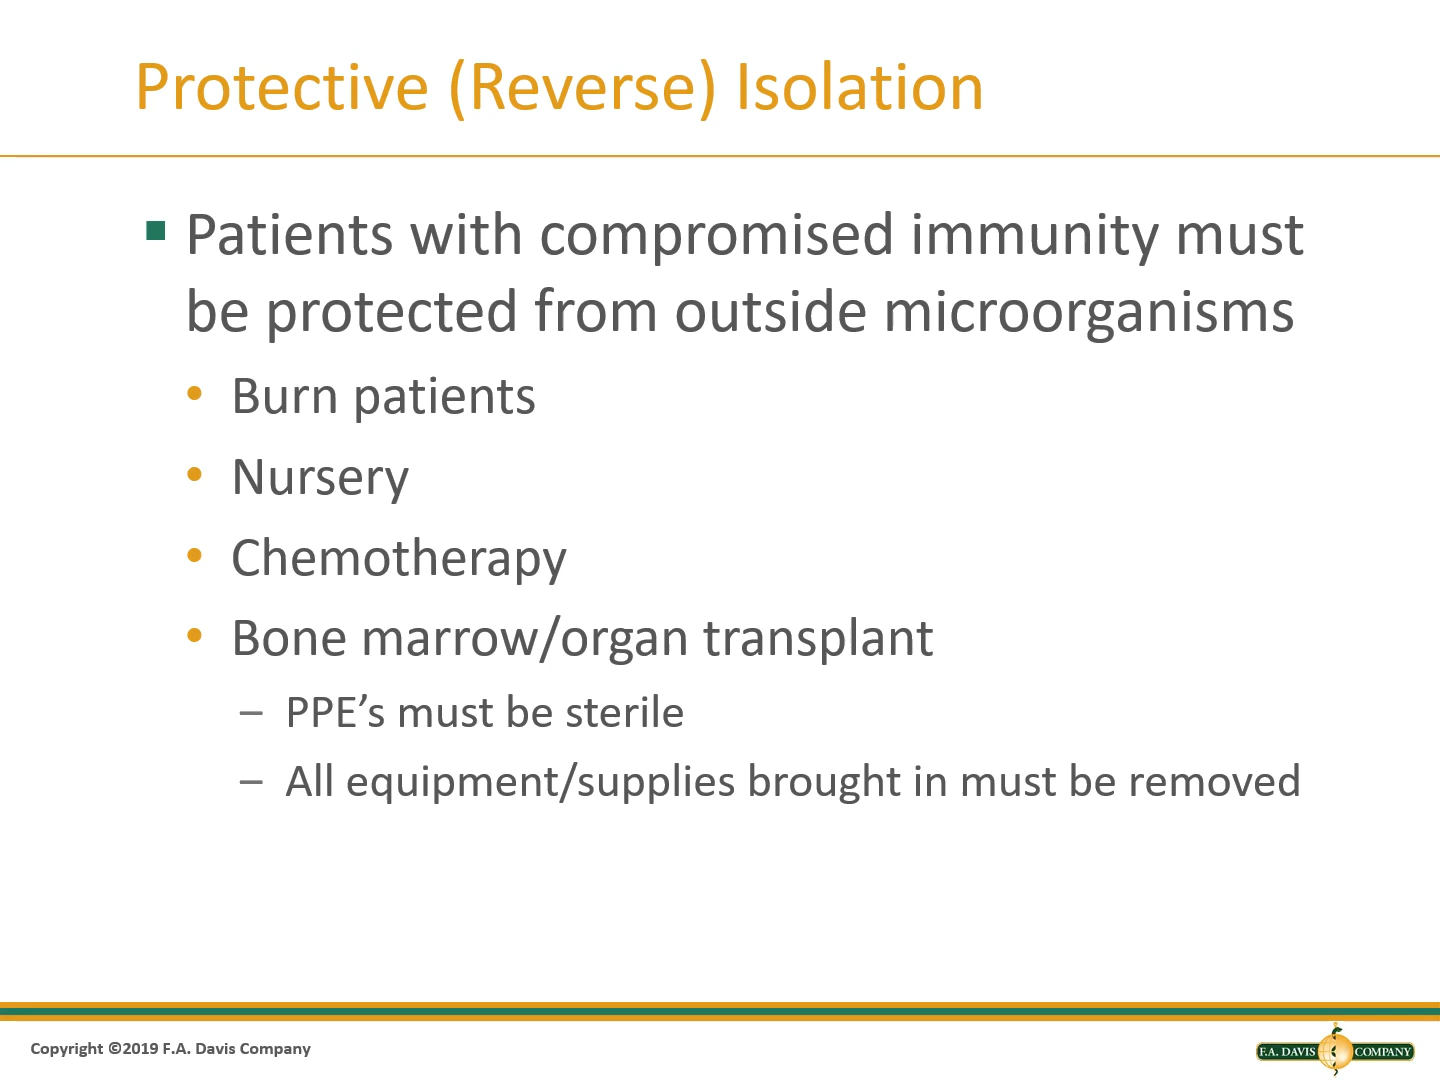 Protective (Reverse) Isolation
Patients with compromised immunity must
be protected from outside microorganisms
• Burn patients
• Nursery
• Chemotherapy
• Bone marrow/organ transplant
– PPE’s must be sterile
– All equipment/supplies brought in must be removed
Copyright ©2019 F.A. Davis Company
F.A. DAVIS COMPANY